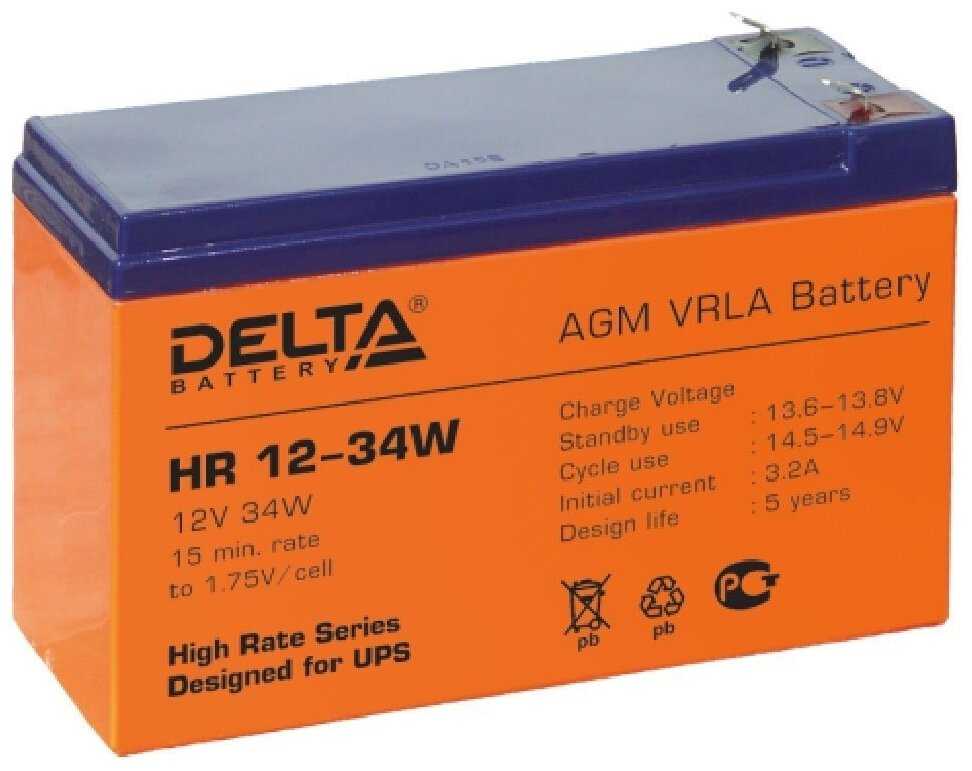 DELTA®
BATTERY
HR 12-34W
12V 34W
15 min. rate
to 1.75V/cell
High Rate Series
Designed for UPS
AGM VRLA Battery
Charge Voltage
Standby use : 13.6-13.8V
Cycle use : 14.5-14.9V
Initial current : 3.2A
Design life : 5 years
pb
pb
РСТ